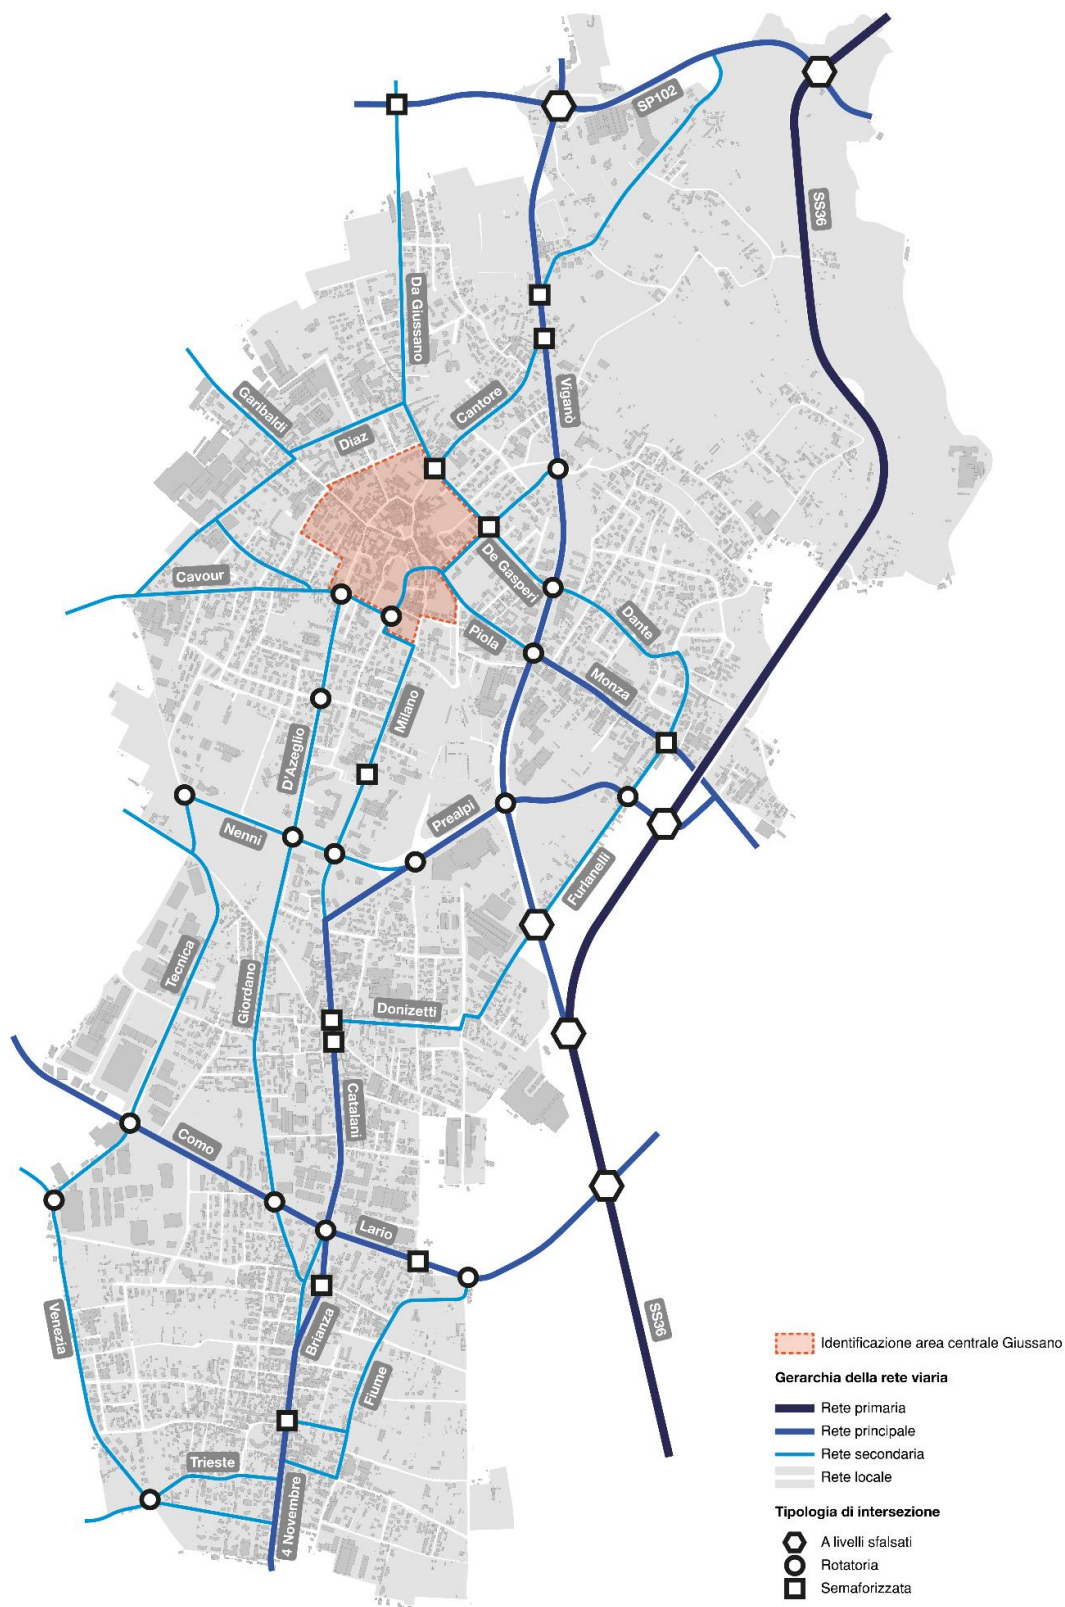 SP102
SS36
Da Giussano
Garibaldi
Cantore
Viganò
Diaz
De Gasperi
Cavour
Dante
Piola
Monza
Milano
D'Azeglio
Prealpi
Nenni
Furlanelli
Tecnica
Giordano
Donizetti
Catalani
Como
Lario
Venezia
Brianza
SS36
Fiume
Trieste
4 Novembre
Identificazione area centrale Giussano
Gerarchia della rete viaria
Rete primaria
Rete principale
Rete secondaria
Rete locale
Tipologia di intersezione
A livelli sfalsati
Rotatoria
Semaforizzata